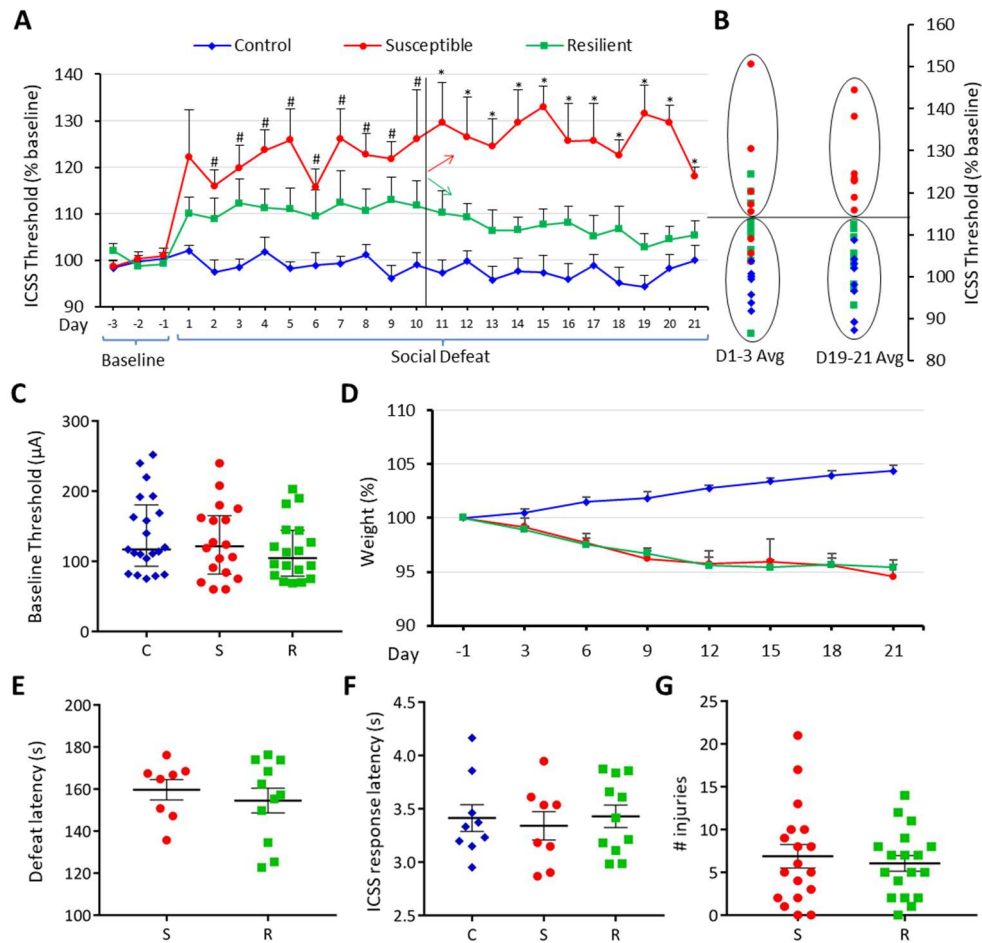 A
B
Control
Susceptible
Resilient
ICSS Threshold (% baseline)
140
130
120
110
100
90
# # # # # # # # # * * * * * * * * * * *
Day
-3 -2 -1 1 2 3 4 5 6 7 8 9 10 11 12 13 14 15 16 17 18 19 20 21
Baseline
Social Defeat
160
150
140
130
120
110
100
90
80
ICSS Threshold (% baseline)
D1-3 Avg
D19-21 Avg
C
Baseline Threshold (µA)
300
200
100
0
C S R
D
Weight (%)
110
105
100
95
90
Day
-1 3 6 9 12 15 18 21
E
Defeat latency (s)
200
180
160
140
120
100
S R
F
ICSS response latency (s)
4.5
4.0
3.5
3.0
2.5
C S R
G
# injuries
25
20
15
10
5
0
S R